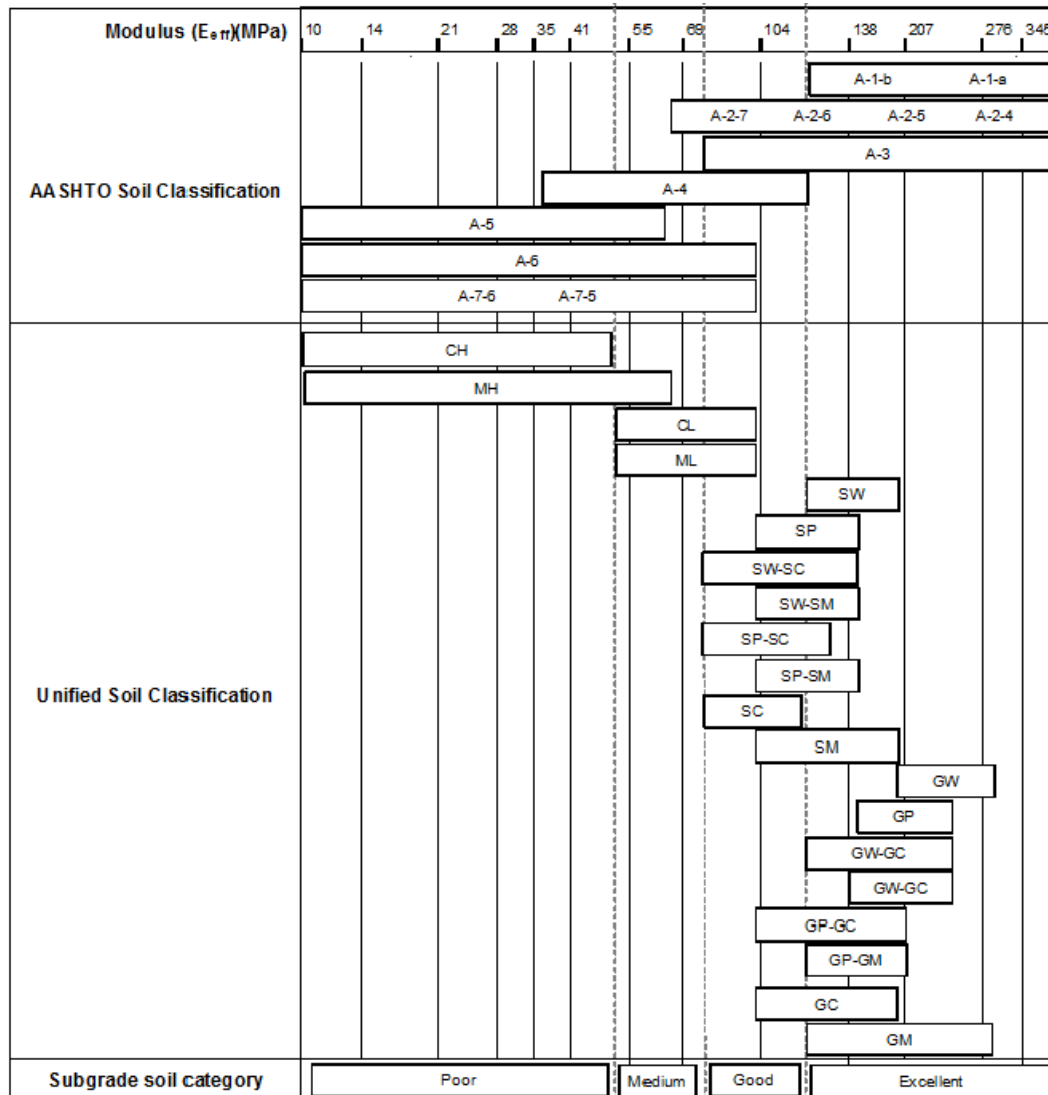 Modulus (Eeff)(MPa) 10 14 21 28 35 41 55 69 104 138 207 276 345
A-1-b A-1-a
A-2-7 A-2-6 A-2-5 A-2-4
A-3
AASHTO Soil Classification A-4
A-5
A-6
A-7-6 A-7-5
CH
MH
CL
ML
SW
SP
SW-SC
SW-SM
SP-SC
SP-SM
Unified Soil Classification
SC
SM
GW
GP
GW-GC
GW-GC
GP-GC
GP-GM
GC
GM
Subgrade soil category Poor Medium Good Excellent